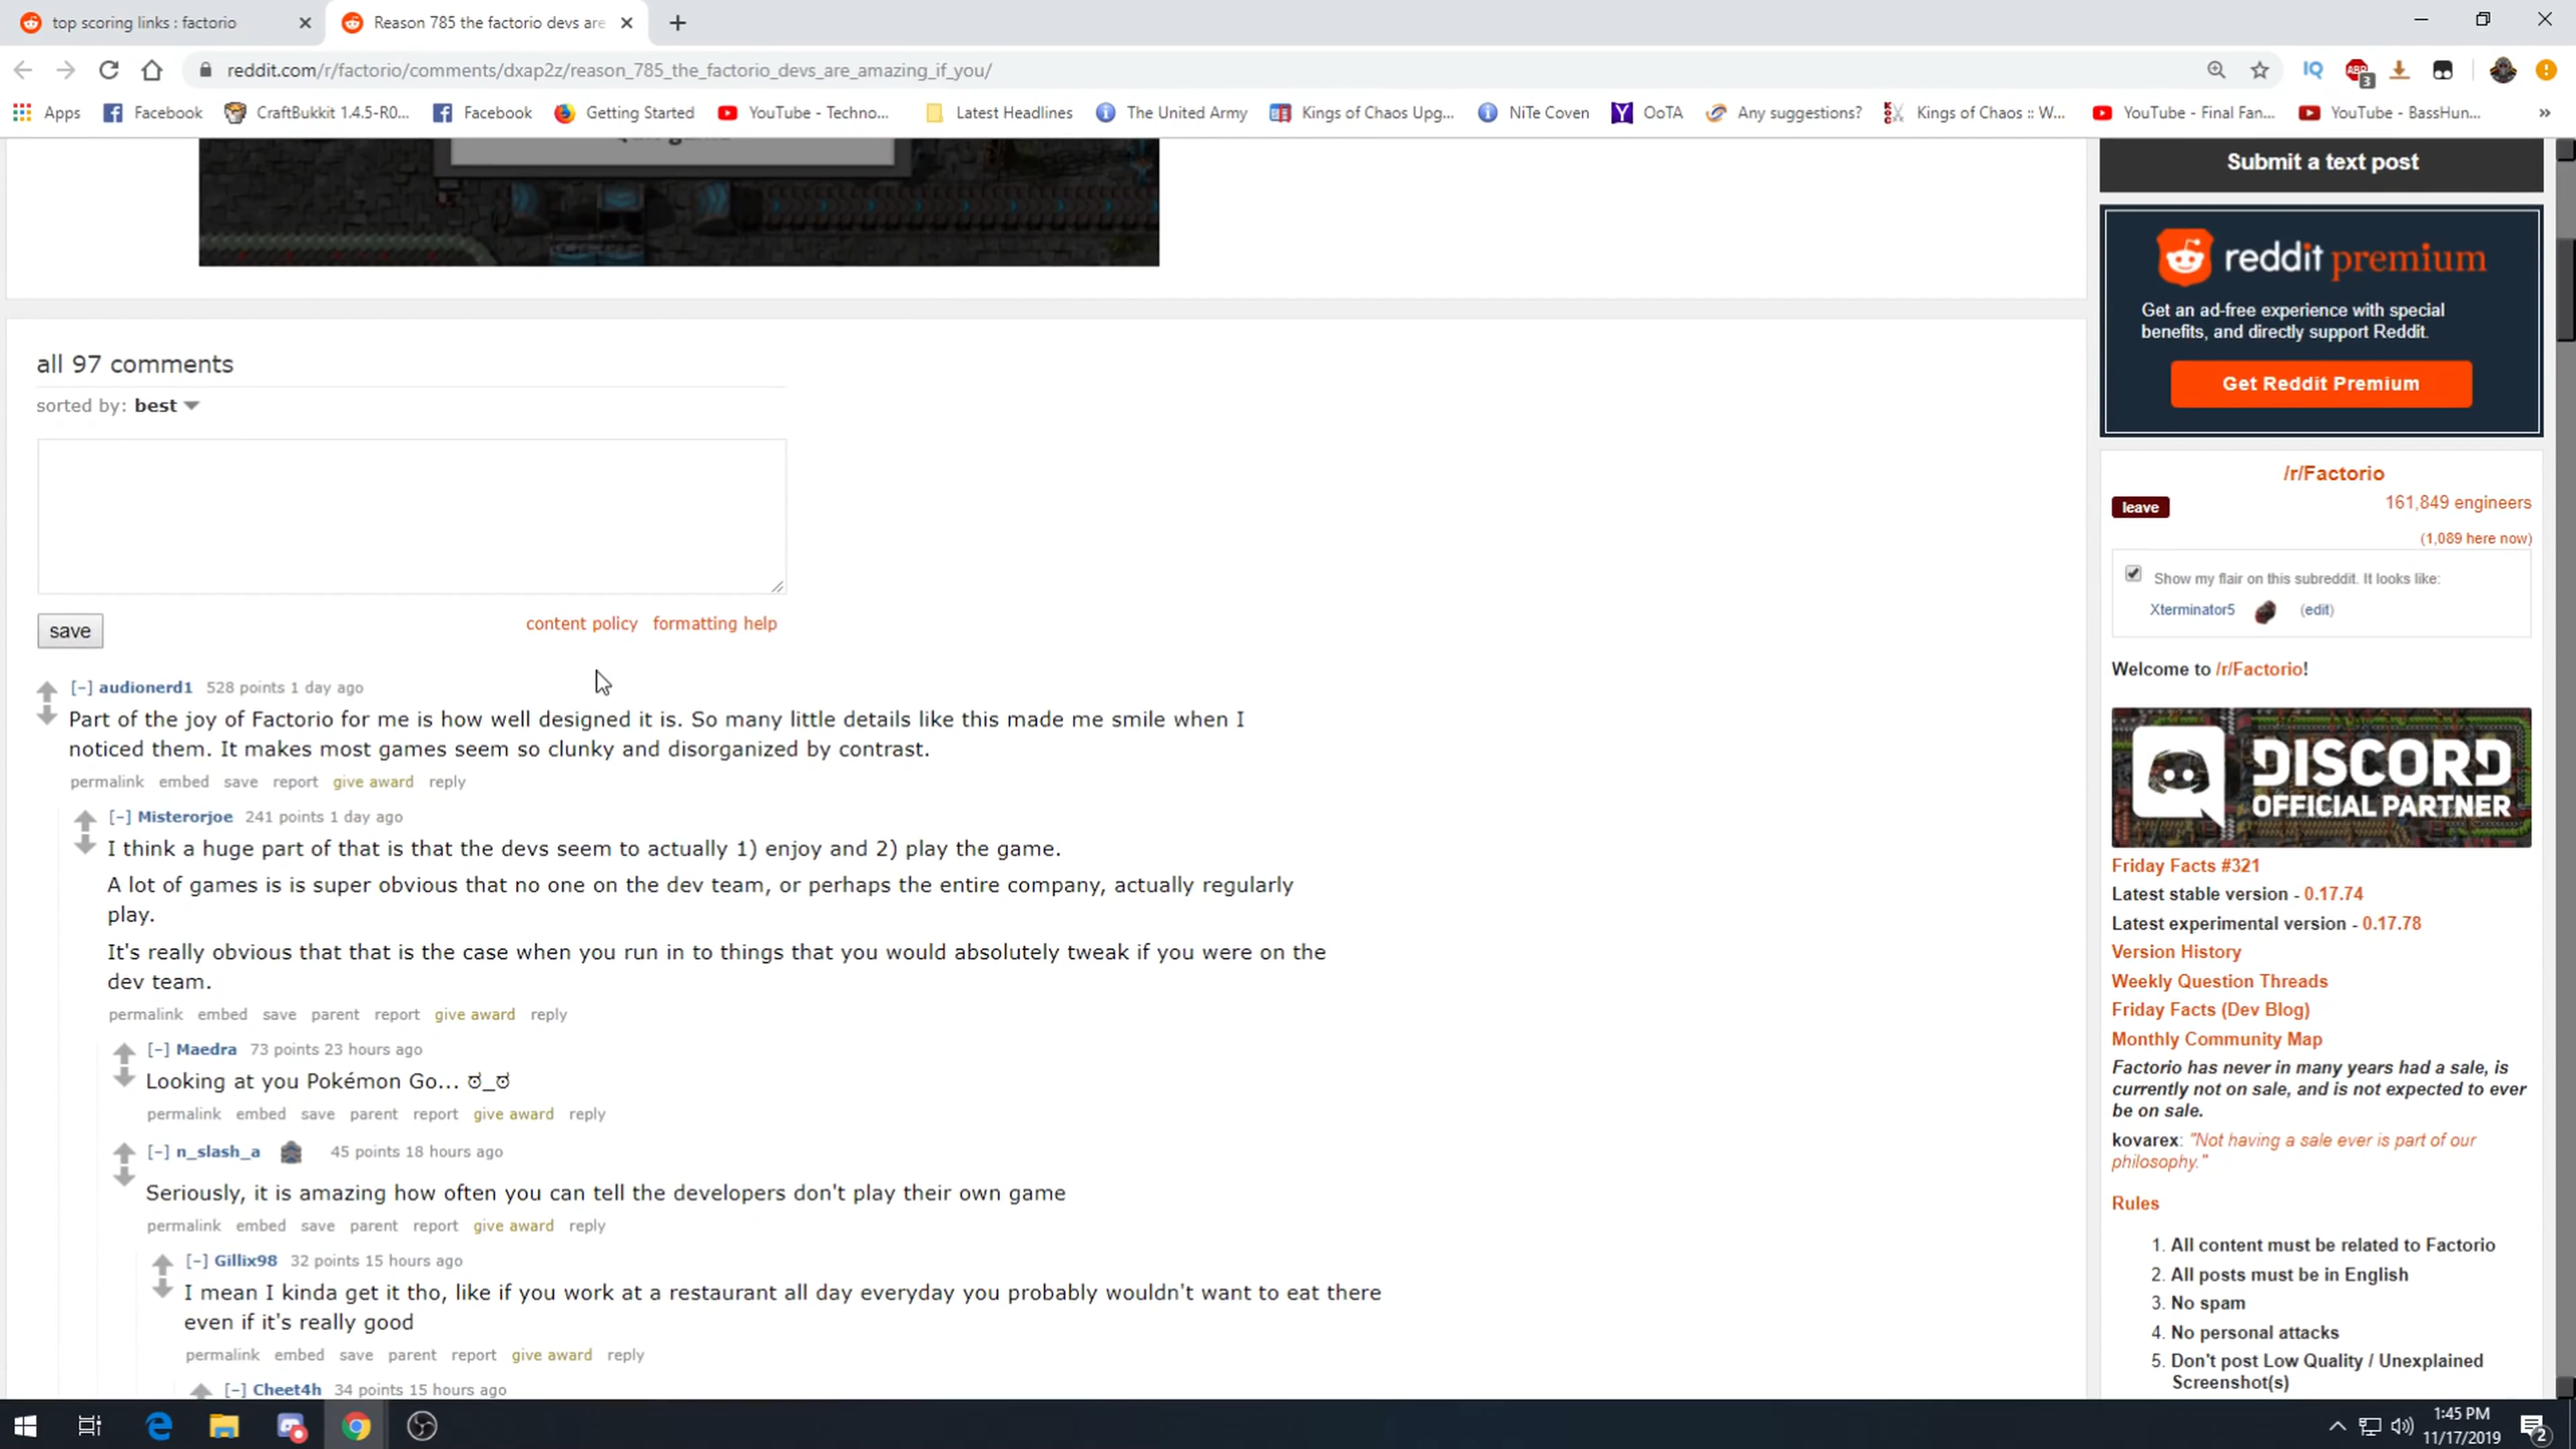 top scoring links : factorio
Reason 785 the factorio devs are
reddit.com/r/factorio/comments/dxap2z/reason_785_the_factorio_devs_are_amazing_if_you/
IQ
ABP
3
Apps
Facebook
CraftBukkit 1.4.5-R0...
Facebook
Getting Started
YouTube - Techno...
Latest Headlines
The United Army
Kings of Chaos Upg...
NiTe Coven
OoTA
Any suggestions?
Kings of Chaos :: W...
YouTube - Final Fan...
YouTube - BassHun...
»
all 97 comments
sorted by: best
save
content policy formatting help
[–] audionerd1 528 points 1 day ago
Part of the joy of Factorio for me is how well designed it is. So many little details like this made me smile when I
noticed them. It makes most games seem so clunky and disorganized by contrast.
permalink embed save report give award reply
[–] Misterorjoe 241 points 1 day ago
I think a huge part of that is that the devs seem to actually 1) enjoy and 2) play the game.
A lot of games is is super obvious that no one on the dev team, or perhaps the entire company, actually regularly
play.
It's really obvious that that is the case when you run in to things that you would absolutely tweak if you were on the
dev team.
permalink embed save parent report give award reply
[–] Maedra 73 points 23 hours ago
Looking at you Pokémon Go... ಠ_ಠ
permalink embed save parent report give award reply
[–] n_slash_a 45 points 18 hours ago
Seriously, it is amazing how often you can tell the developers don't play their own game
permalink embed save parent report give award reply
[–] Gillix98 32 points 15 hours ago
I mean I kinda get it tho, like if you work at a restaurant all day everyday you probably wouldn't want to eat there
even if it's really good
permalink embed save parent report give award reply
[–] Cheet4h 34 points 15 hours ago
Submit a text post
reddit premium
Get an ad-free experience with special
benefits, and directly support Reddit.
Get Reddit Premium
/r/Factorio
leave
161,849 engineers
(1,089 here now)
Show my flair on this subreddit. It looks like:
Xterminator5 (edit)
Welcome to /r/Factorio!
DISCORD
OFFICIAL PARTNER
Friday Facts #321
Latest stable version - 0.17.74
Latest experimental version - 0.17.78
Version History
Weekly Question Threads
Friday Facts (Dev Blog)
Monthly Community Map
Factorio has never in many years had a sale, is
currently not on sale, and is not expected to ever
be on sale.
kovarex: "Not having a sale ever is part of our
philosophy."
Rules
1. All content must be related to Factorio
2. All posts must be in English
3. No spam
4. No personal attacks
5. Don't post Low Quality / Unexplained
Screenshot(s)
1:45 PM
11/17/2019
2